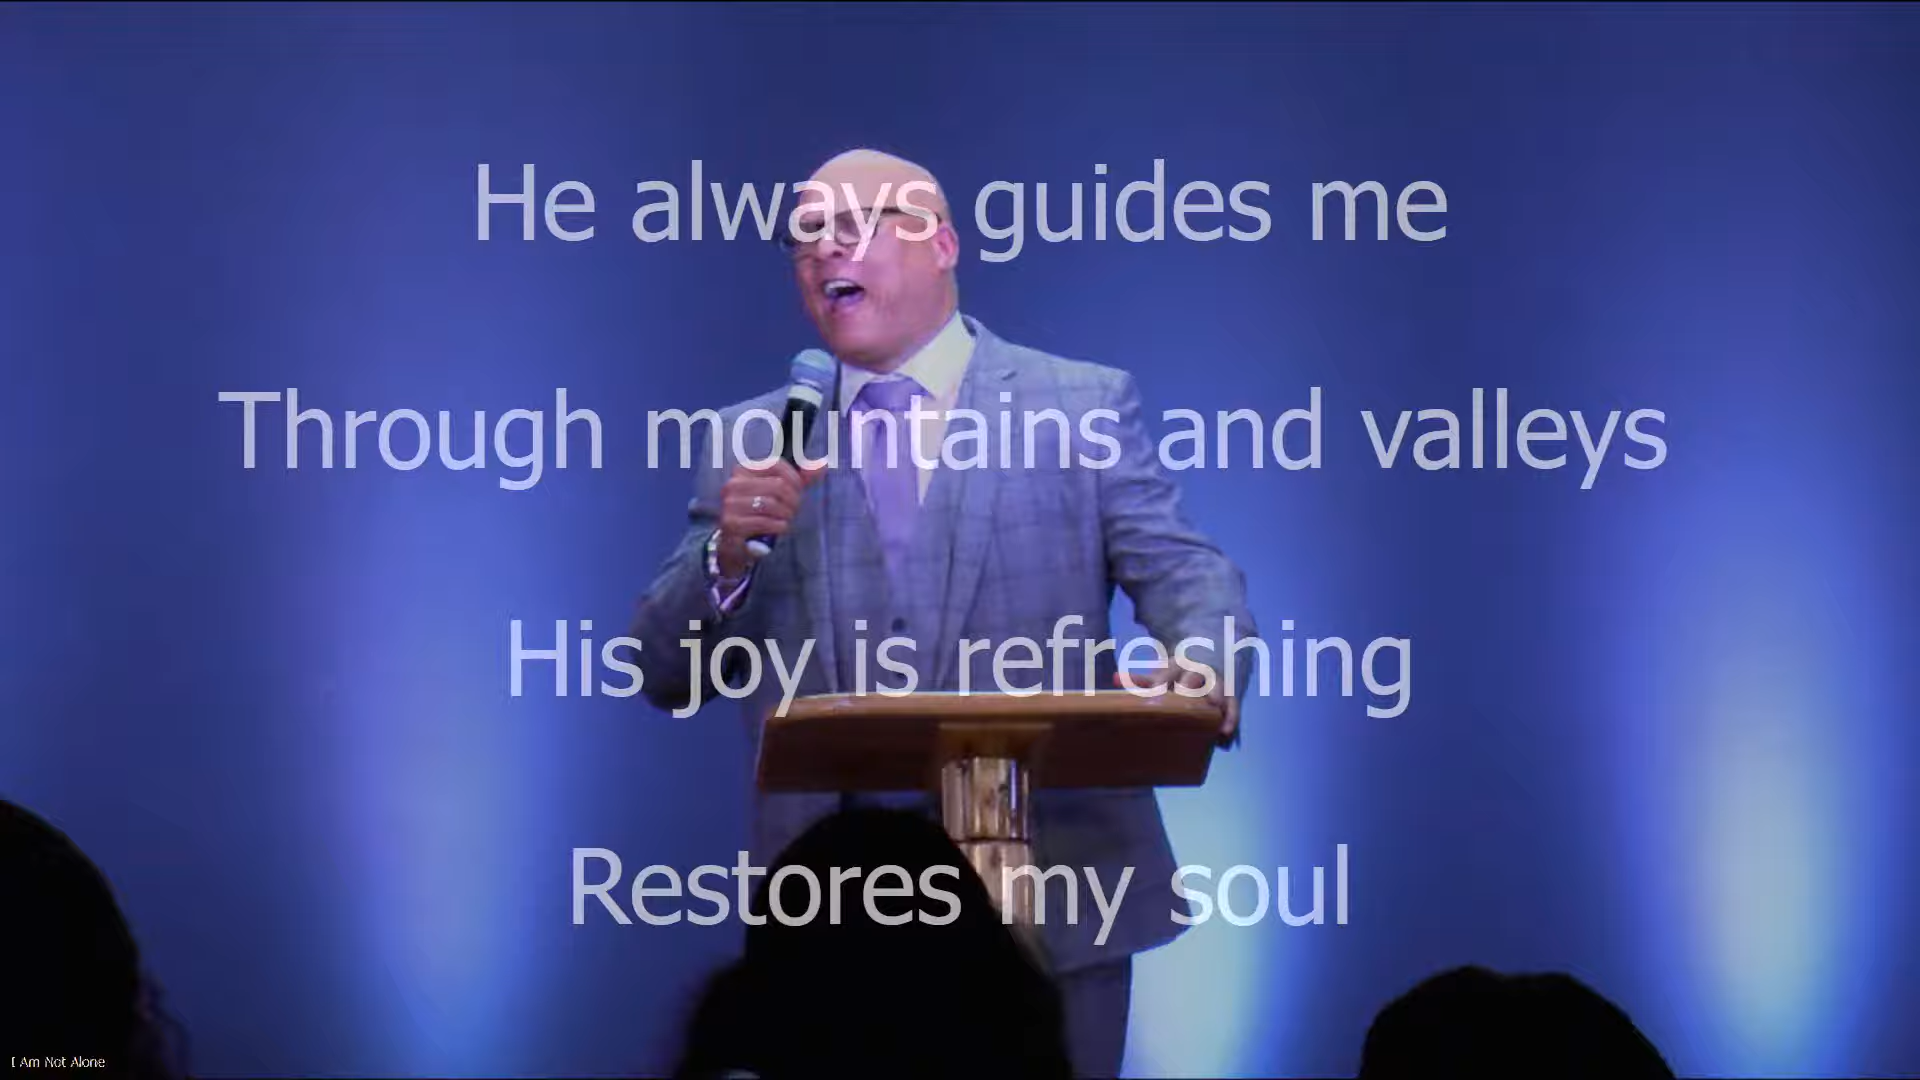 He always guides me
Through mountains and valleys
His joy is refreshing
Restores my soul
I Am Not Alone